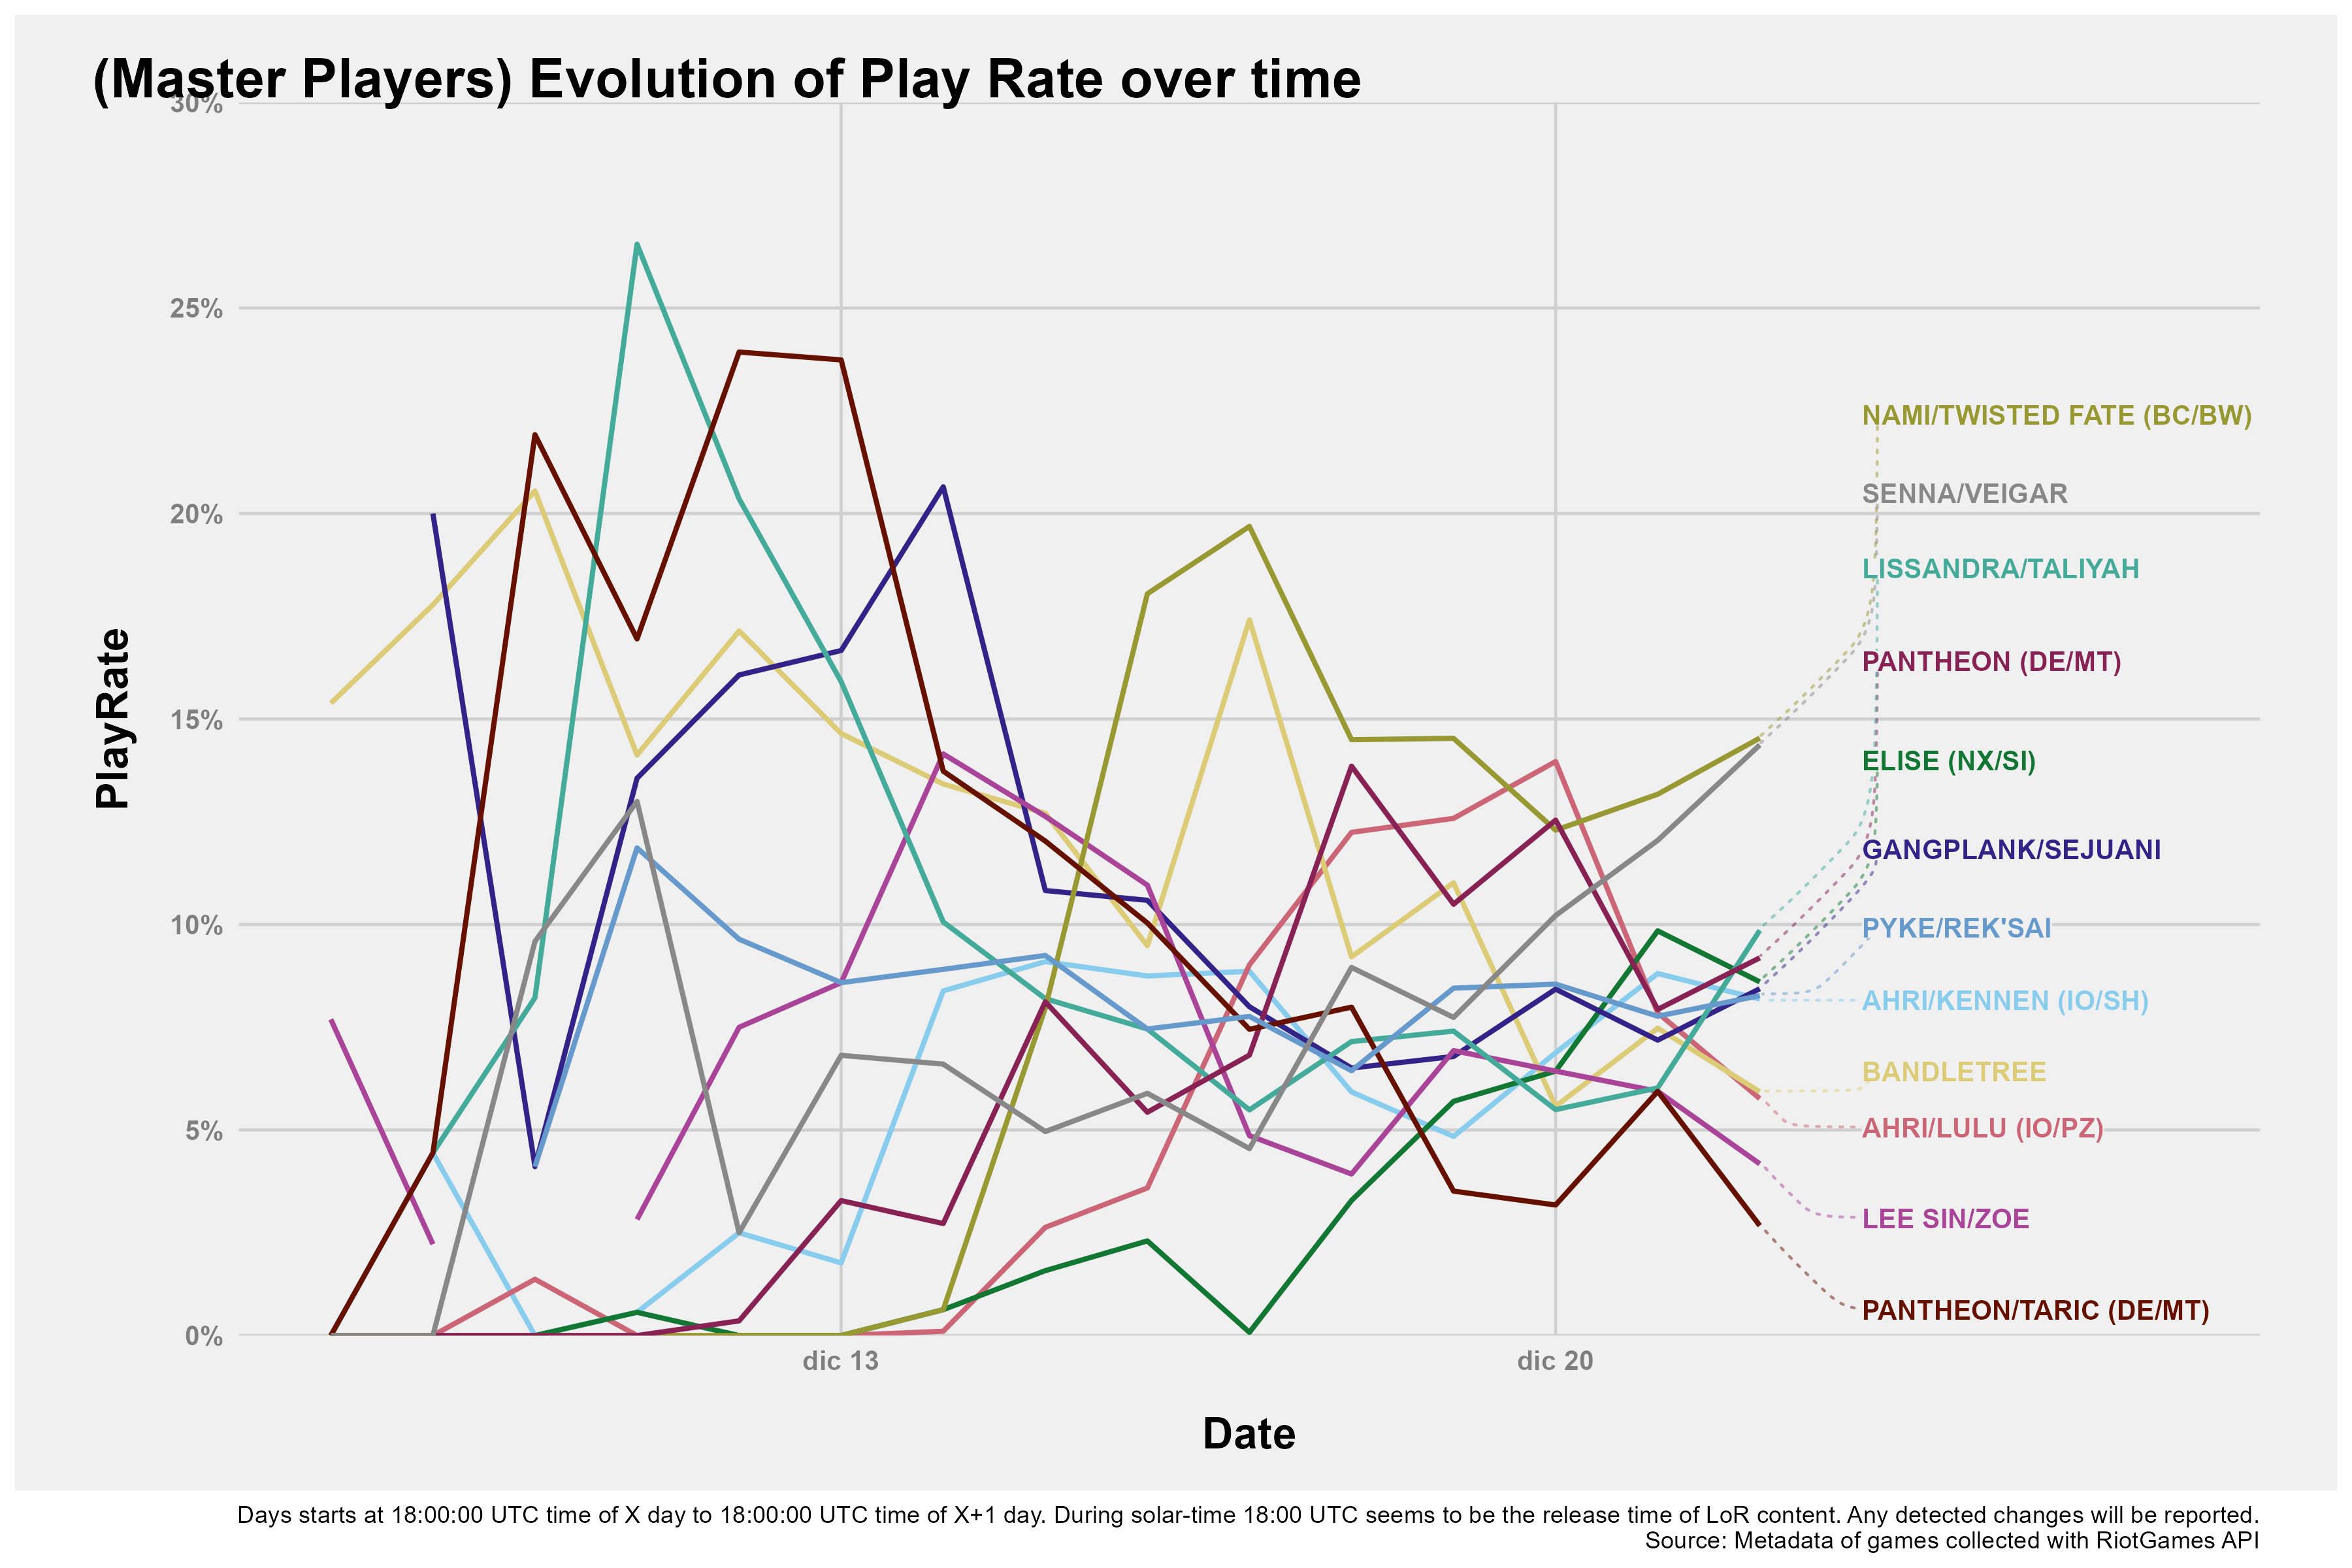 (Master Players) Evolution of Play Rate over time
30%
25%
20%
15%
10%
5%
0%
PlayRate
NAMI/TWISTED FATE (BC/BW)
SENNA/VEIGAR
LISSANDRA/TALIYAH
PANTHEON (DE/MT)
ELISE (NX/SI)
GANGPLANK/SEJUANI
PYKE/REK'SAI
AHRI/KENNEN (IO/SH)
BANDLETREE
AHRI/LULU (IO/PZ)
LEE SIN/ZOE
PANTHEON/TARIC (DE/MT)
dic 13
dic 20
Date
Days starts at 18:00:00 UTC time of X day to 18:00:00 UTC time of X+1 day. During solar-time 18:00 UTC seems to be the release time of LoR content. Any detected changes will be reported.
Source: Metadata of games collected with RiotGames API